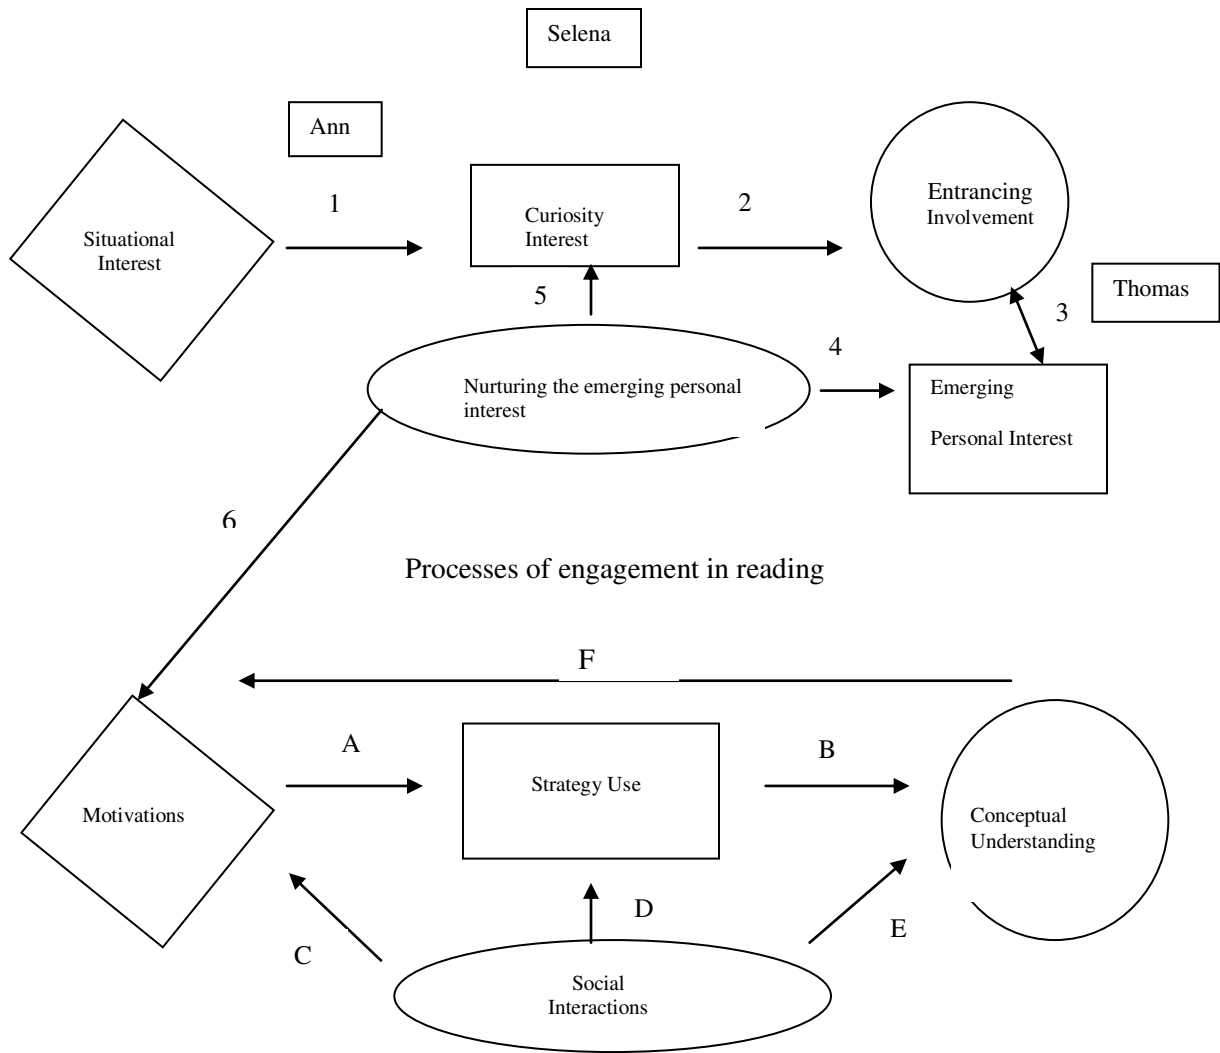 Selena
Ann
1
2
Entrancing
Involvement
Curiosity
Interest
Situational
Interest
5
3
Thomas
4
Nurturing the emerging personal
interest
Emerging
Personal Interest
6
Processes of engagement in reading
F
A
B
Strategy Use
Motivations
Conceptual
Understanding
D
E
C
Social
Interactions